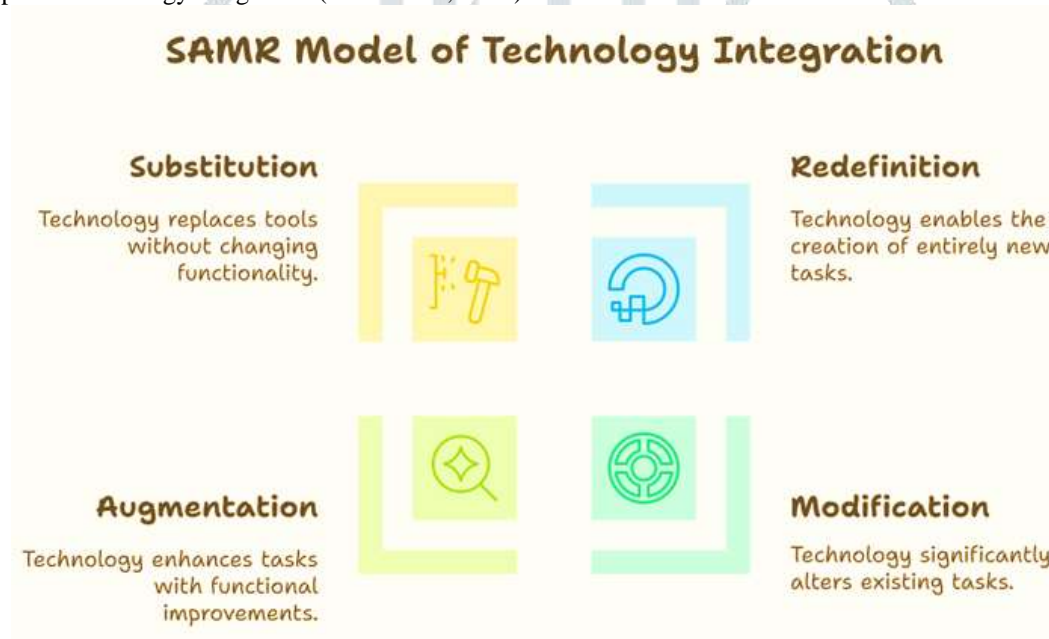 SAMR Model of Technology Integration
Substitution
Technology replaces tools
without changing
functionality.
Redefinition
Technology enables the
creation of entirely new
tasks.
Augmentation
Technology enhances tasks
with functional
improvements.
Modification
Technology significantly
alters existing tasks.